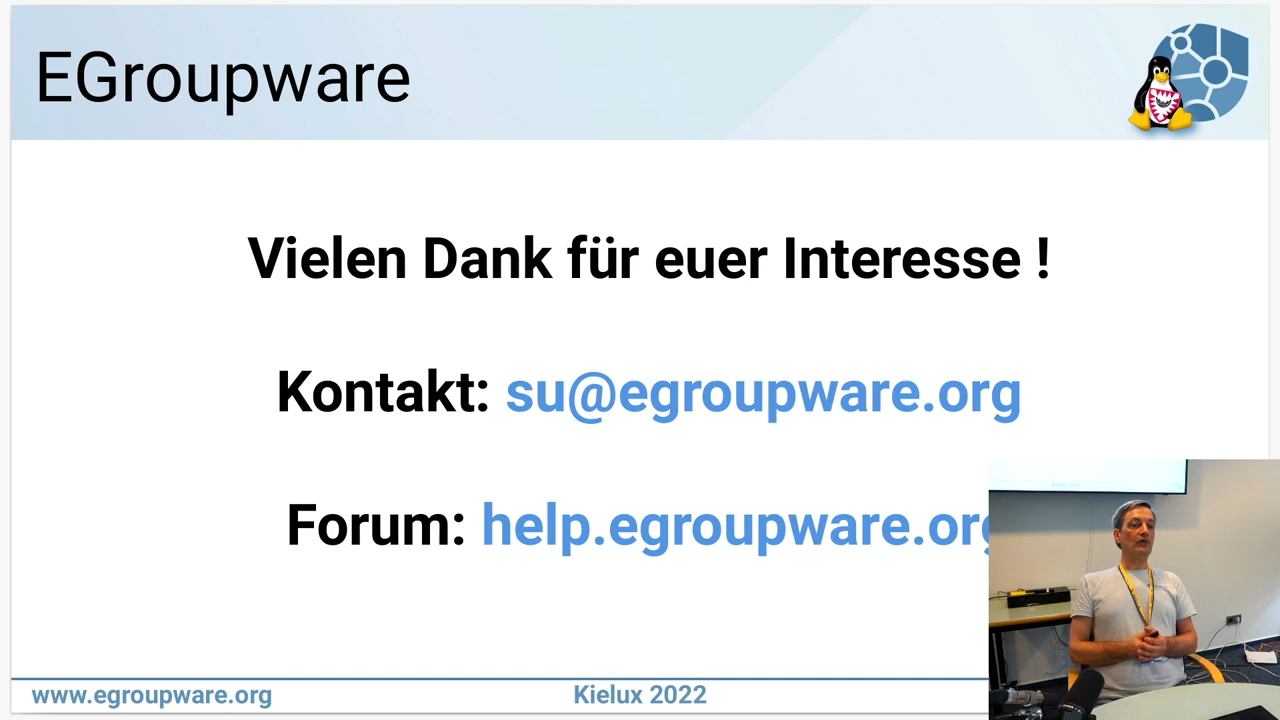 EGroupware
Vielen Dank für euer Interesse !
Kontakt: su@egroupware.org
Forum: help.egroupware.org
www.egroupware.org
Kielux 2022